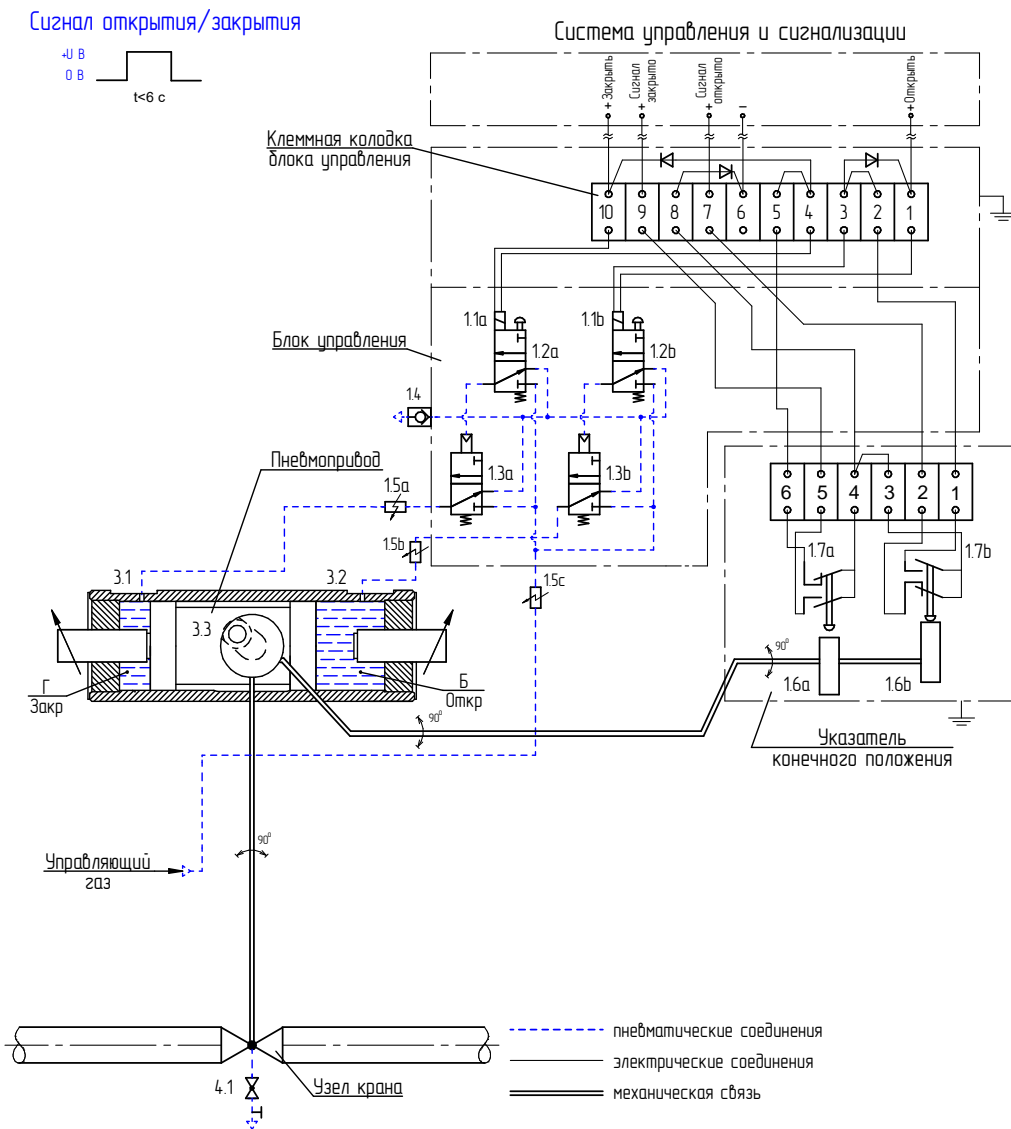 Сигнал открытия/закрытия
+U В
0 В
t<6 с
Система управления и сигнализации
+ Закрыть
+ Сигнал
закрыто
+ Сигнал
открыто
–
+ Открыть
Клеммная колодка
блока управления
10 9 8 7 6 5 4 3 2 1
1.1a
1.1b
1.2a
1.2b
Блок управления
1.4
Пневмопривод
1.3a
1.3b
1.5a
1.5b
1.5c
6 5 4 3 2 1
1.7a
1.7b
3.1
3.2
3.3
Г
Закр
Б
Откр
90°
90°
1.6a
1.6b
Указатель
конечного положения
90°
Управляющий
газ
4.1
Узел крана
пневматические соединения
электрические соединения
механическая связь